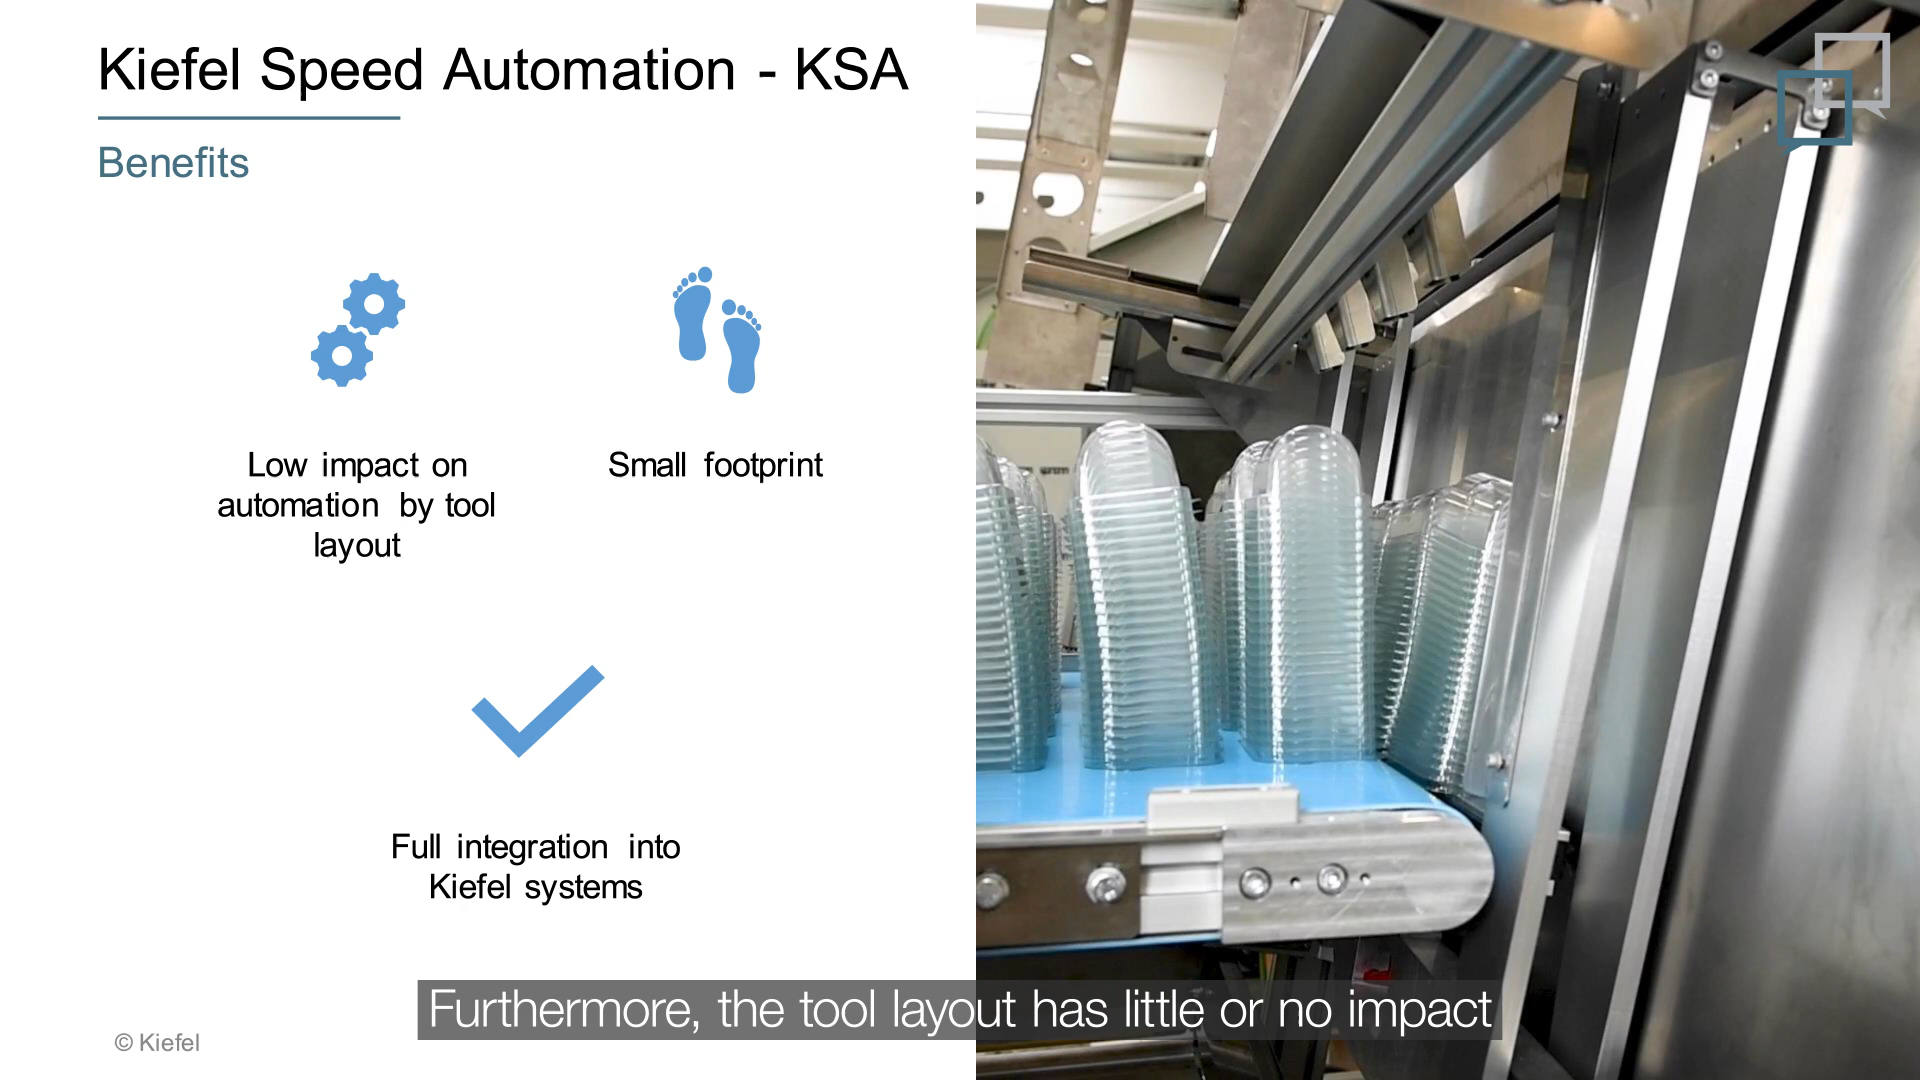 Kiefel Speed Automation - KSA
Benefits
Low impact on
automation by tool
layout
Small footprint
Full integration into
Kiefel systems
Furthermore, the tool layout has little or no impact
© Kiefel